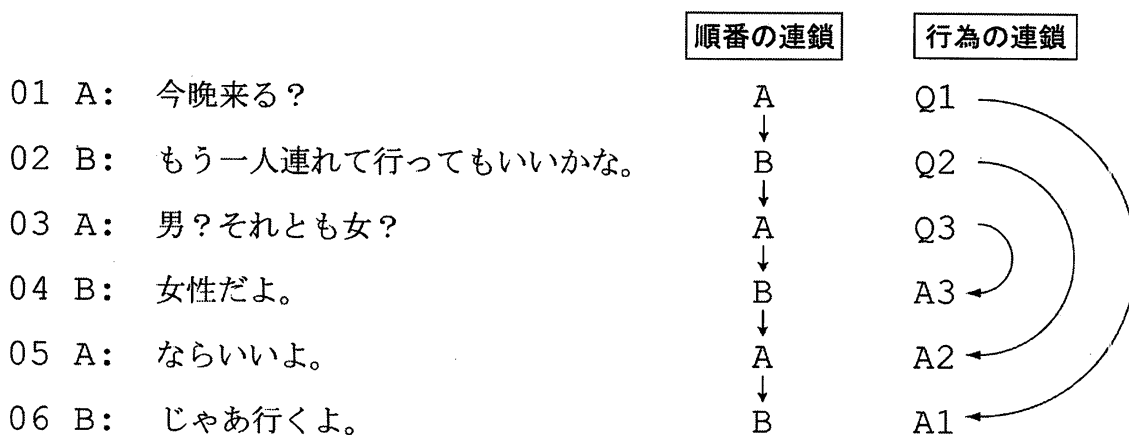 順番の連鎖 行為の連鎖
01 A: 今晩来る? A Q1
02 B: もう一人連れて行ってもいいかな。 B Q2
03 A: 男?それとも女? A Q3
04 B: 女性だよ。 B A3
05 A: ならいいよ。 A A2
06 B: じゃあ行くよ。 B A1